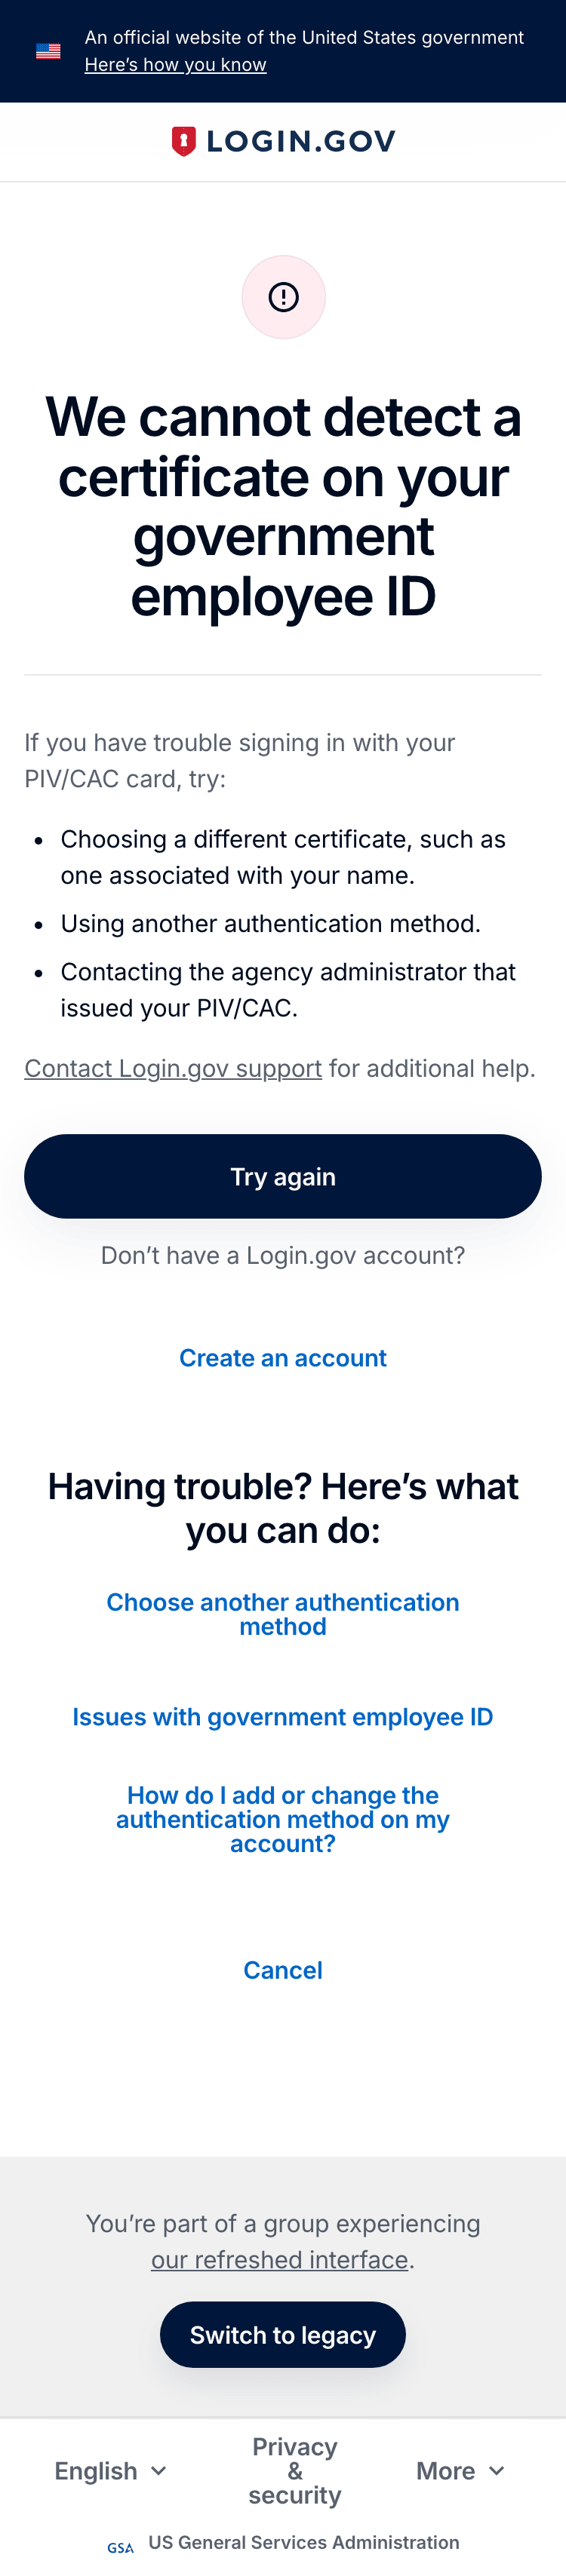 An official website of the United States government
Here’s how you know
LOGIN.GOV
We cannot detect a
certificate on your
government
employee ID
If you have trouble signing in with your
PIV/CAC card, try:
• Choosing a different certificate, such as
one associated with your name.
• Using another authentication method.
• Contacting the agency administrator that
issued your PIV/CAC.
Contact Login.gov support for additional help.
Try again
Don’t have a Login.gov account?
Create an account
Having trouble? Here’s what
you can do:
Choose another authentication
method
Issues with government employee ID
How do I add or change the
authentication method on my
account?
Cancel
You’re part of a group experiencing
our refreshed interface.
Switch to legacy
English
Privacy
&
security
More
GSA US General Services Administration